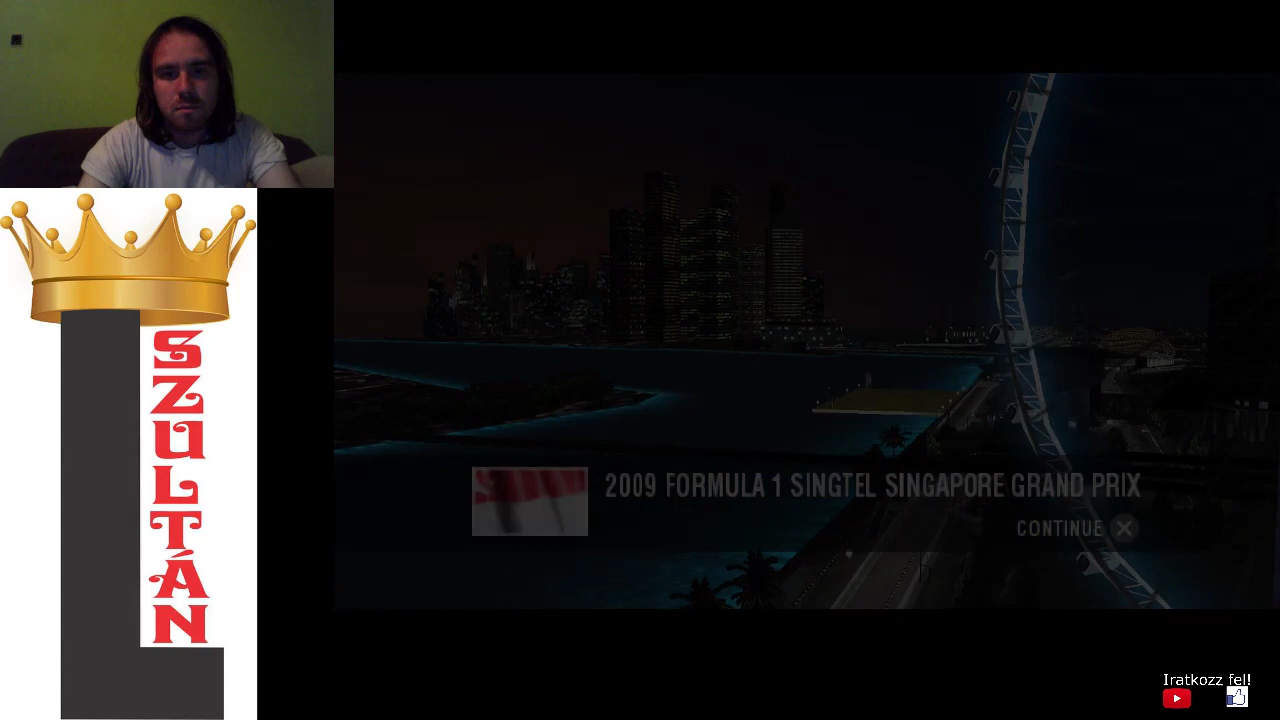 L
SZULTÁN
2009 FORMULA 1 SINGTEL SINGAPORE GRAND PRIX
CONTINUE
Iratkozz fel!